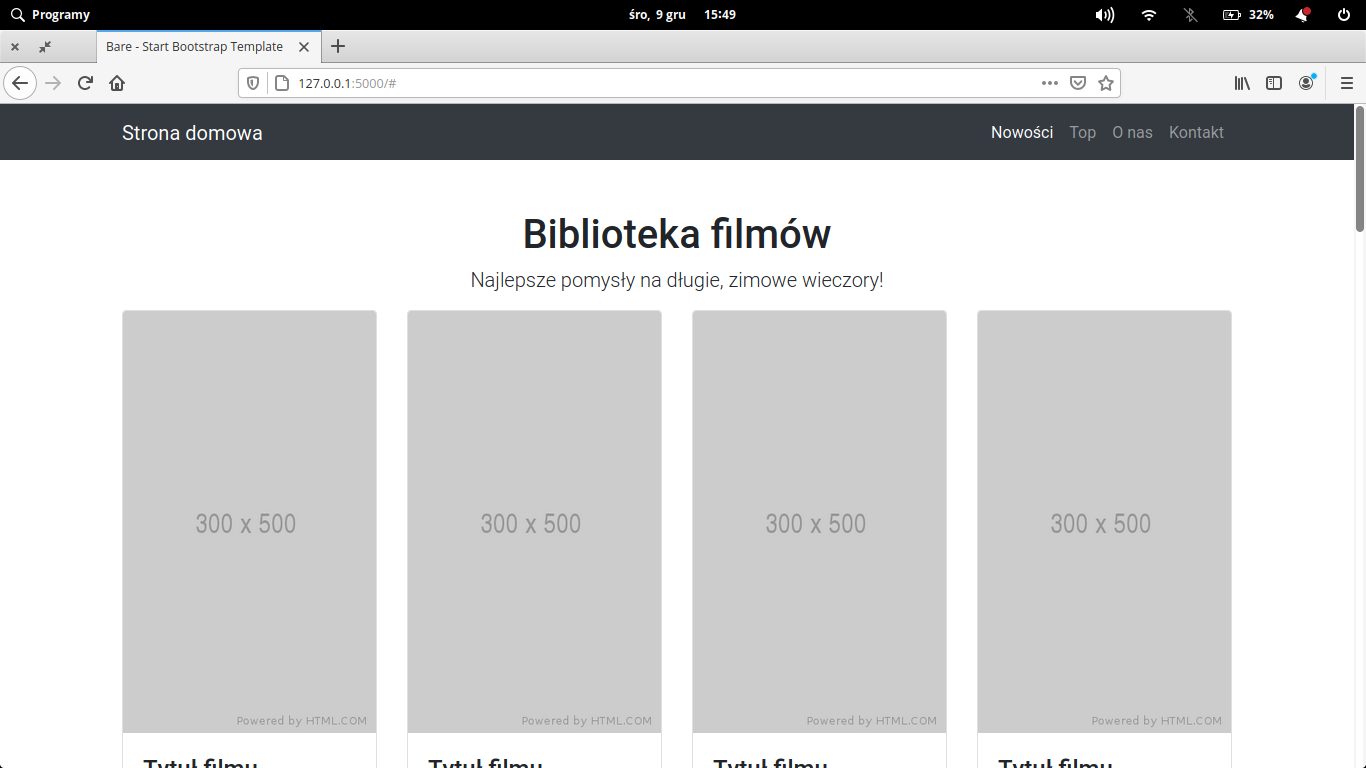 Programy
śro, 9 gru 15:49
32%
Bare - Start Bootstrap Template
127.0.0.1:5000/#
Strona domowa
Nowości Top O nas Kontakt
Biblioteka filmów
Najlepsze pomysły na długie, zimowe wieczory!
300 x 500 300 x 500 300 x 500 300 x 500
Powered by HTML.COM Powered by HTML.COM Powered by HTML.COM Powered by HTML.COM
Tytuł filmu Tytuł filmu Tytuł filmu Tytuł filmu